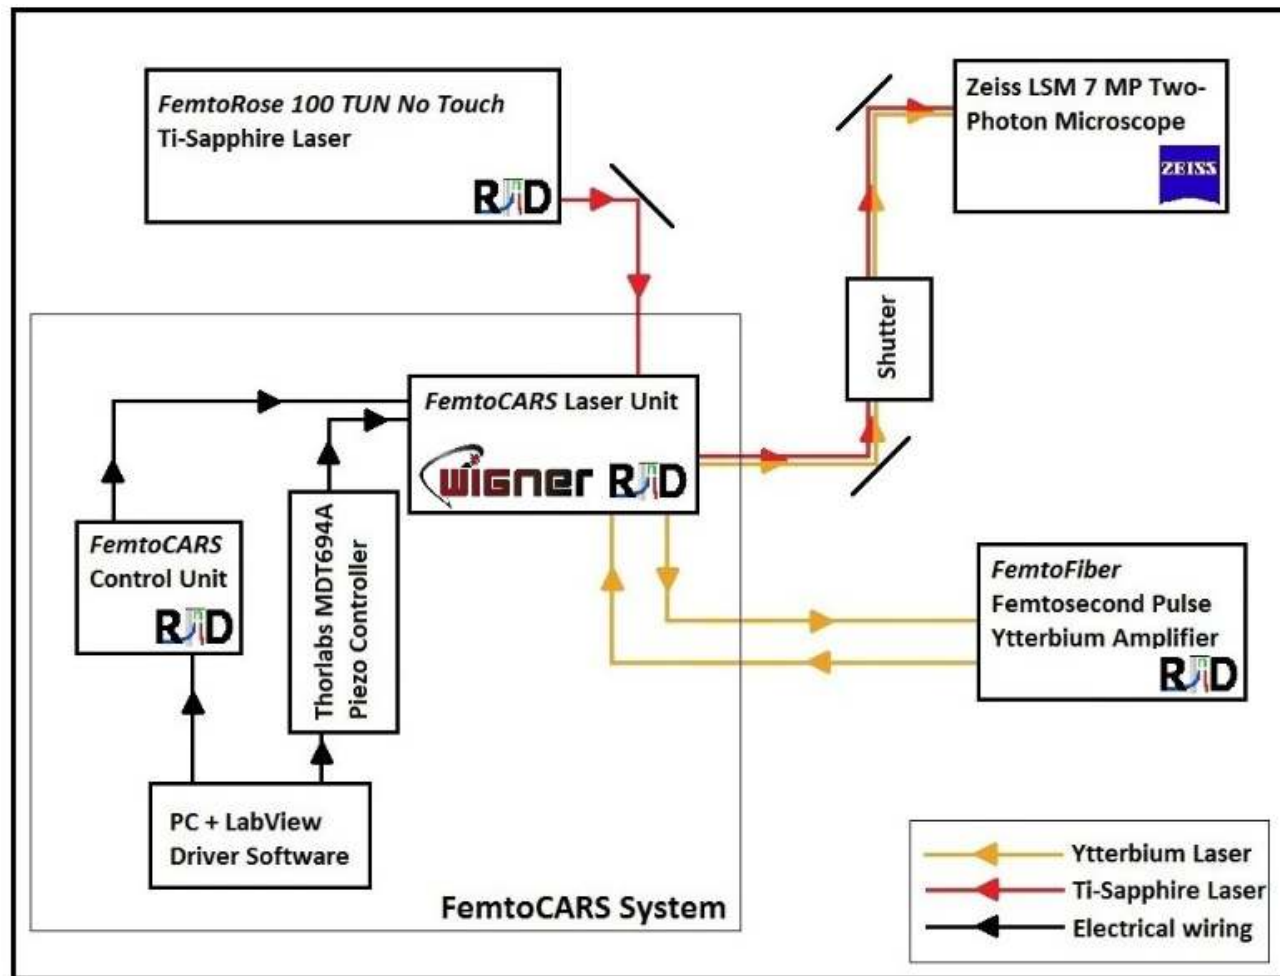 FemtoRose 100 TUN No Touch
Ti-Sapphire Laser
R&D
Zeiss LSM 7 MP Two-
Photon Microscope
ZEISS
Shutter
FemtoCARS Laser Unit
wigner R&D
FemtoCARS
Control Unit
R&D
Thorlabs MDT694A
Piezo Controller
FemtoFiber
Femtosecond Pulse
Ytterbium Amplifier
R&D
PC + LabView
Driver Software
FemtoCARS System
Ytterbium Laser
Ti-Sapphire Laser
Electrical wiring